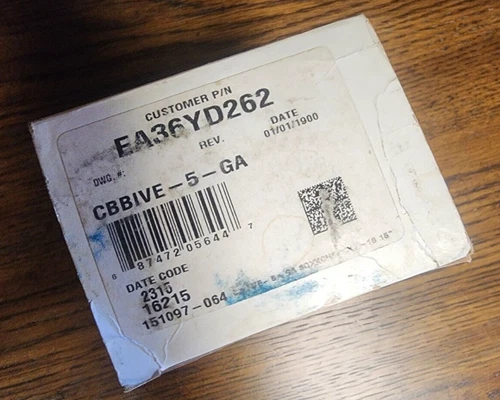 CUSTOMER P/N
EA36YD262
REV.
DATE
01/01/1900
DWG #:
CBBIVE-5-GA
6 87472 05644 7
DATE CODE
2315
16215
151097-064